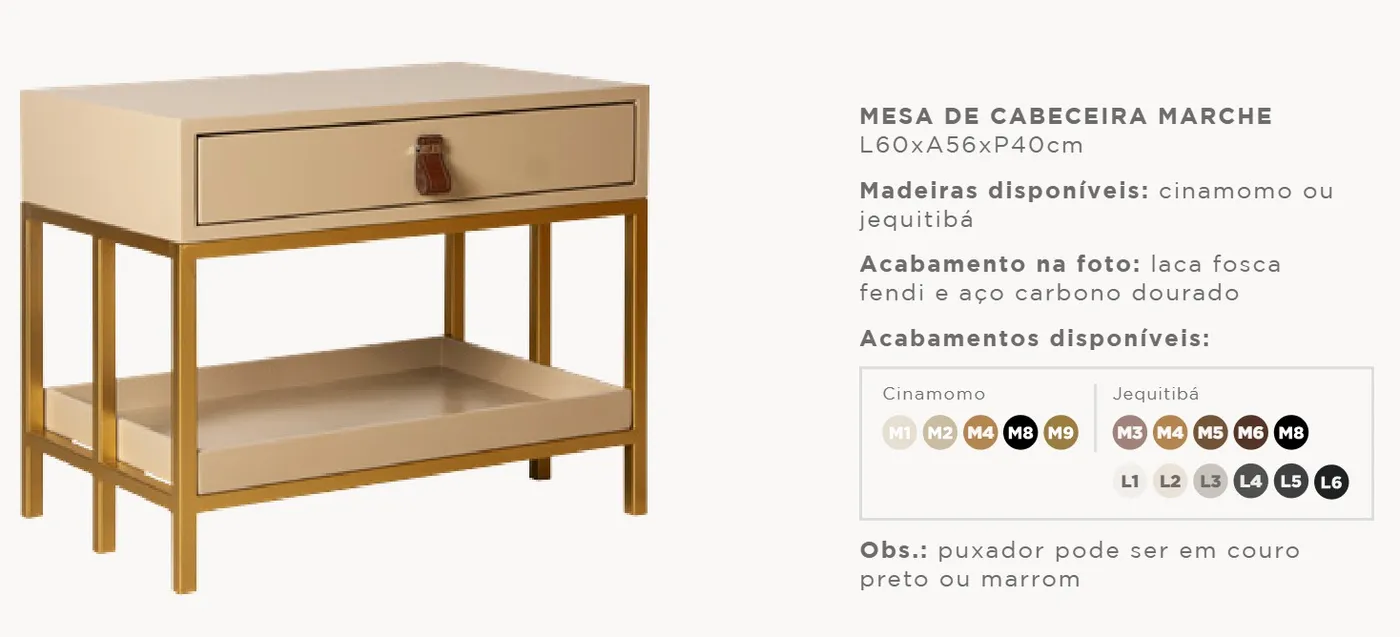 MESA DE CABECEIRA MARCHE
L60xA56xP40cm
Madeiras disponíveis: cinamomo ou
jequitibá
Acabamento na foto: laca fosca
fendi e aço carbono dourado
Acabamentos disponíveis:
Cinamomo
M1 M2 M4 M8 M9
Jequitibá
M3 M4 M5 M6 M8
L1 L2 L3 L4 L5 L6
Obs.: puxador pode ser em couro
preto ou marrom